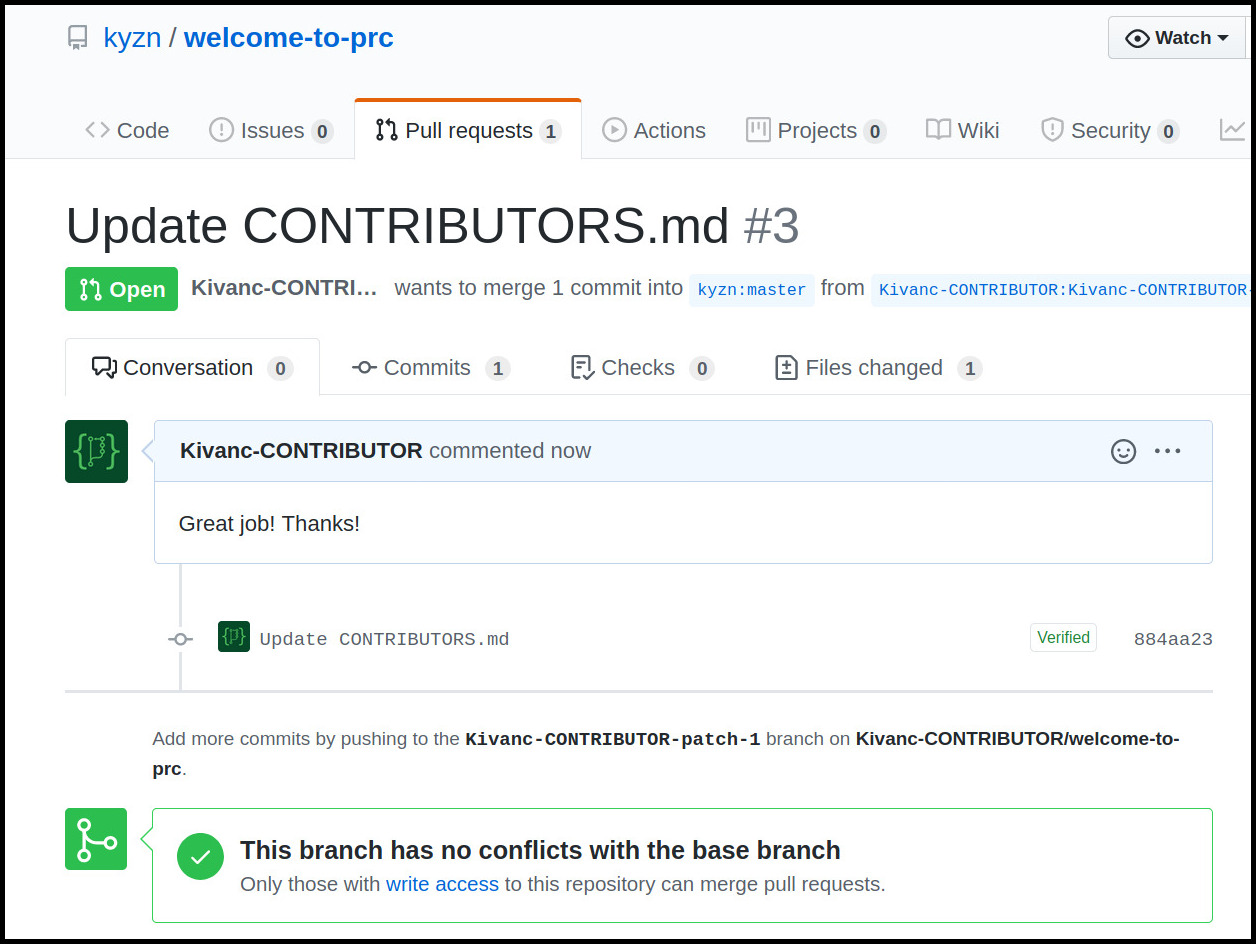 kyzn / welcome-to-prc
Watch
Code Issues 0 Pull requests 1 Actions Projects 0 Wiki Security 0
Update CONTRIBUTORS.md #3
Open Kivanc-CONTRI… wants to merge 1 commit into kyzn:master from Kivanc-CONTRIBUTOR:Kivanc-CONTRIBUTOR-
Conversation 0 Commits 1 Checks 0 Files changed 1
Kivanc-CONTRIBUTOR commented now
Great job! Thanks!
Update CONTRIBUTORS.md Verified 884aa23
Add more commits by pushing to the Kivanc-CONTRIBUTOR-patch-1 branch on Kivanc-CONTRIBUTOR/welcome-to-
prc.
This branch has no conflicts with the base branch
Only those with write access to this repository can merge pull requests.